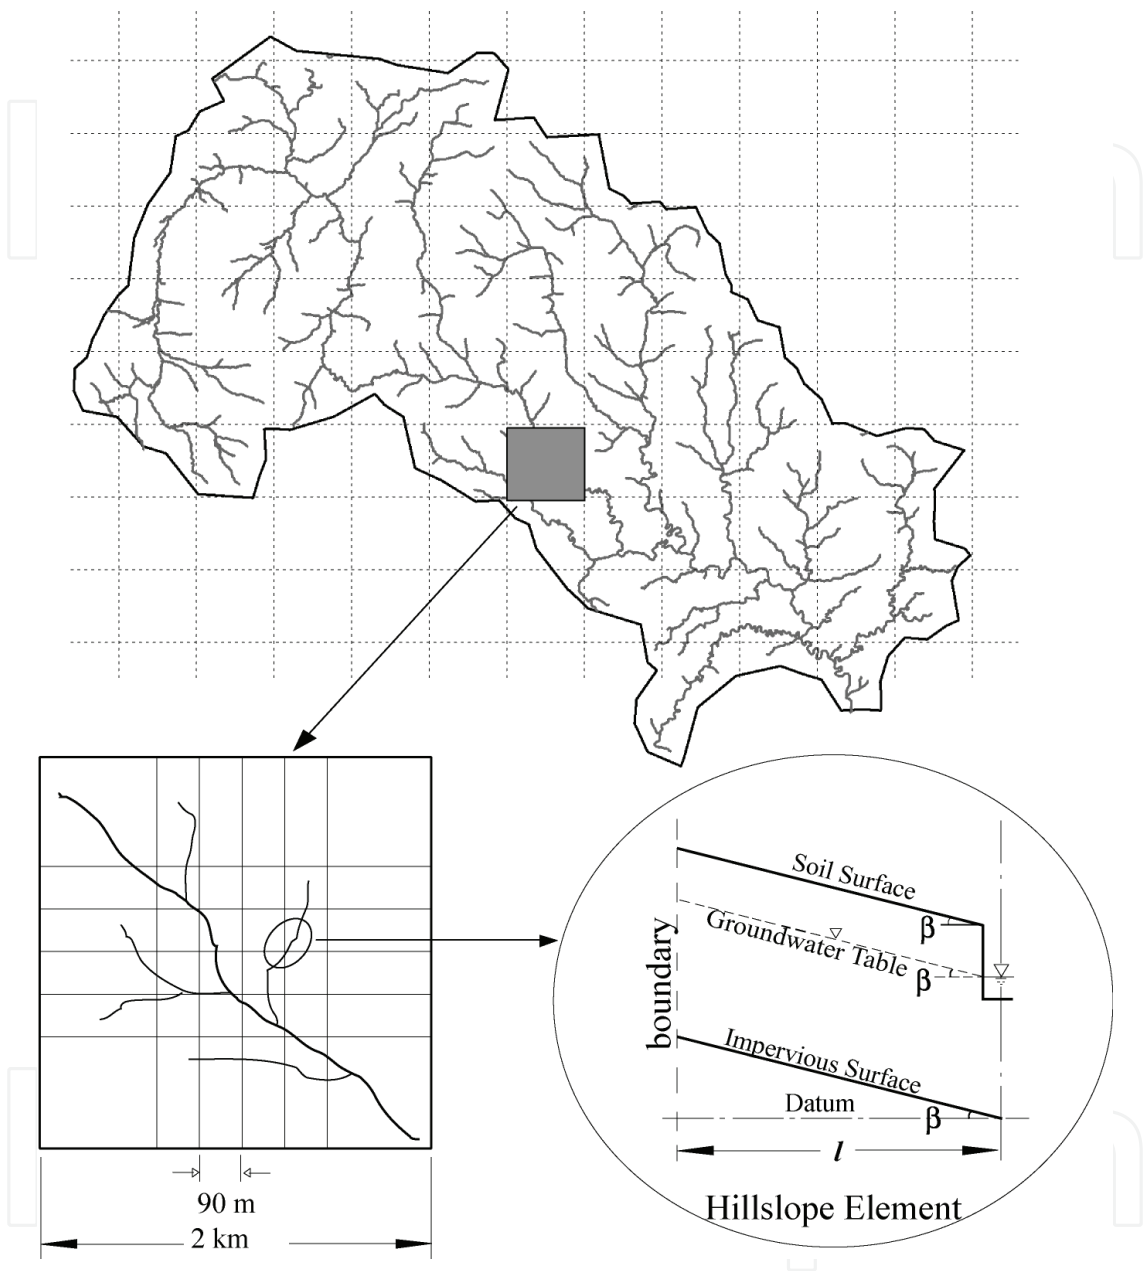 Soil Surface
β
Groundwater Table
β
boundary
Impervious Surface
Datum
β
l
Hillslope Element
90 m
2 km